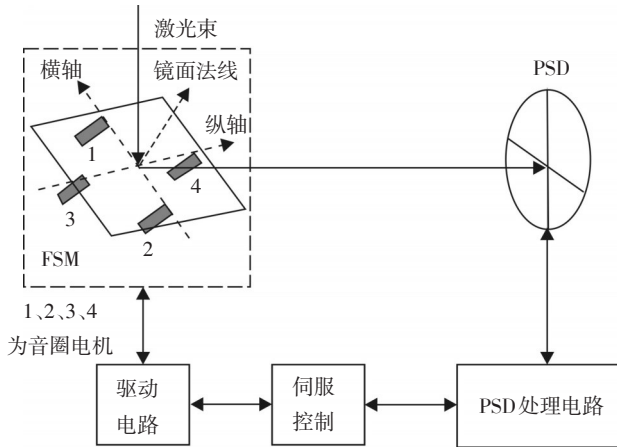 激光束
横轴
镜面法线
PSD
纵轴
1
4
3
2
FSM
1、2、3、4
为音圈电机
驱动
电路
伺服
控制
PSD处理电路